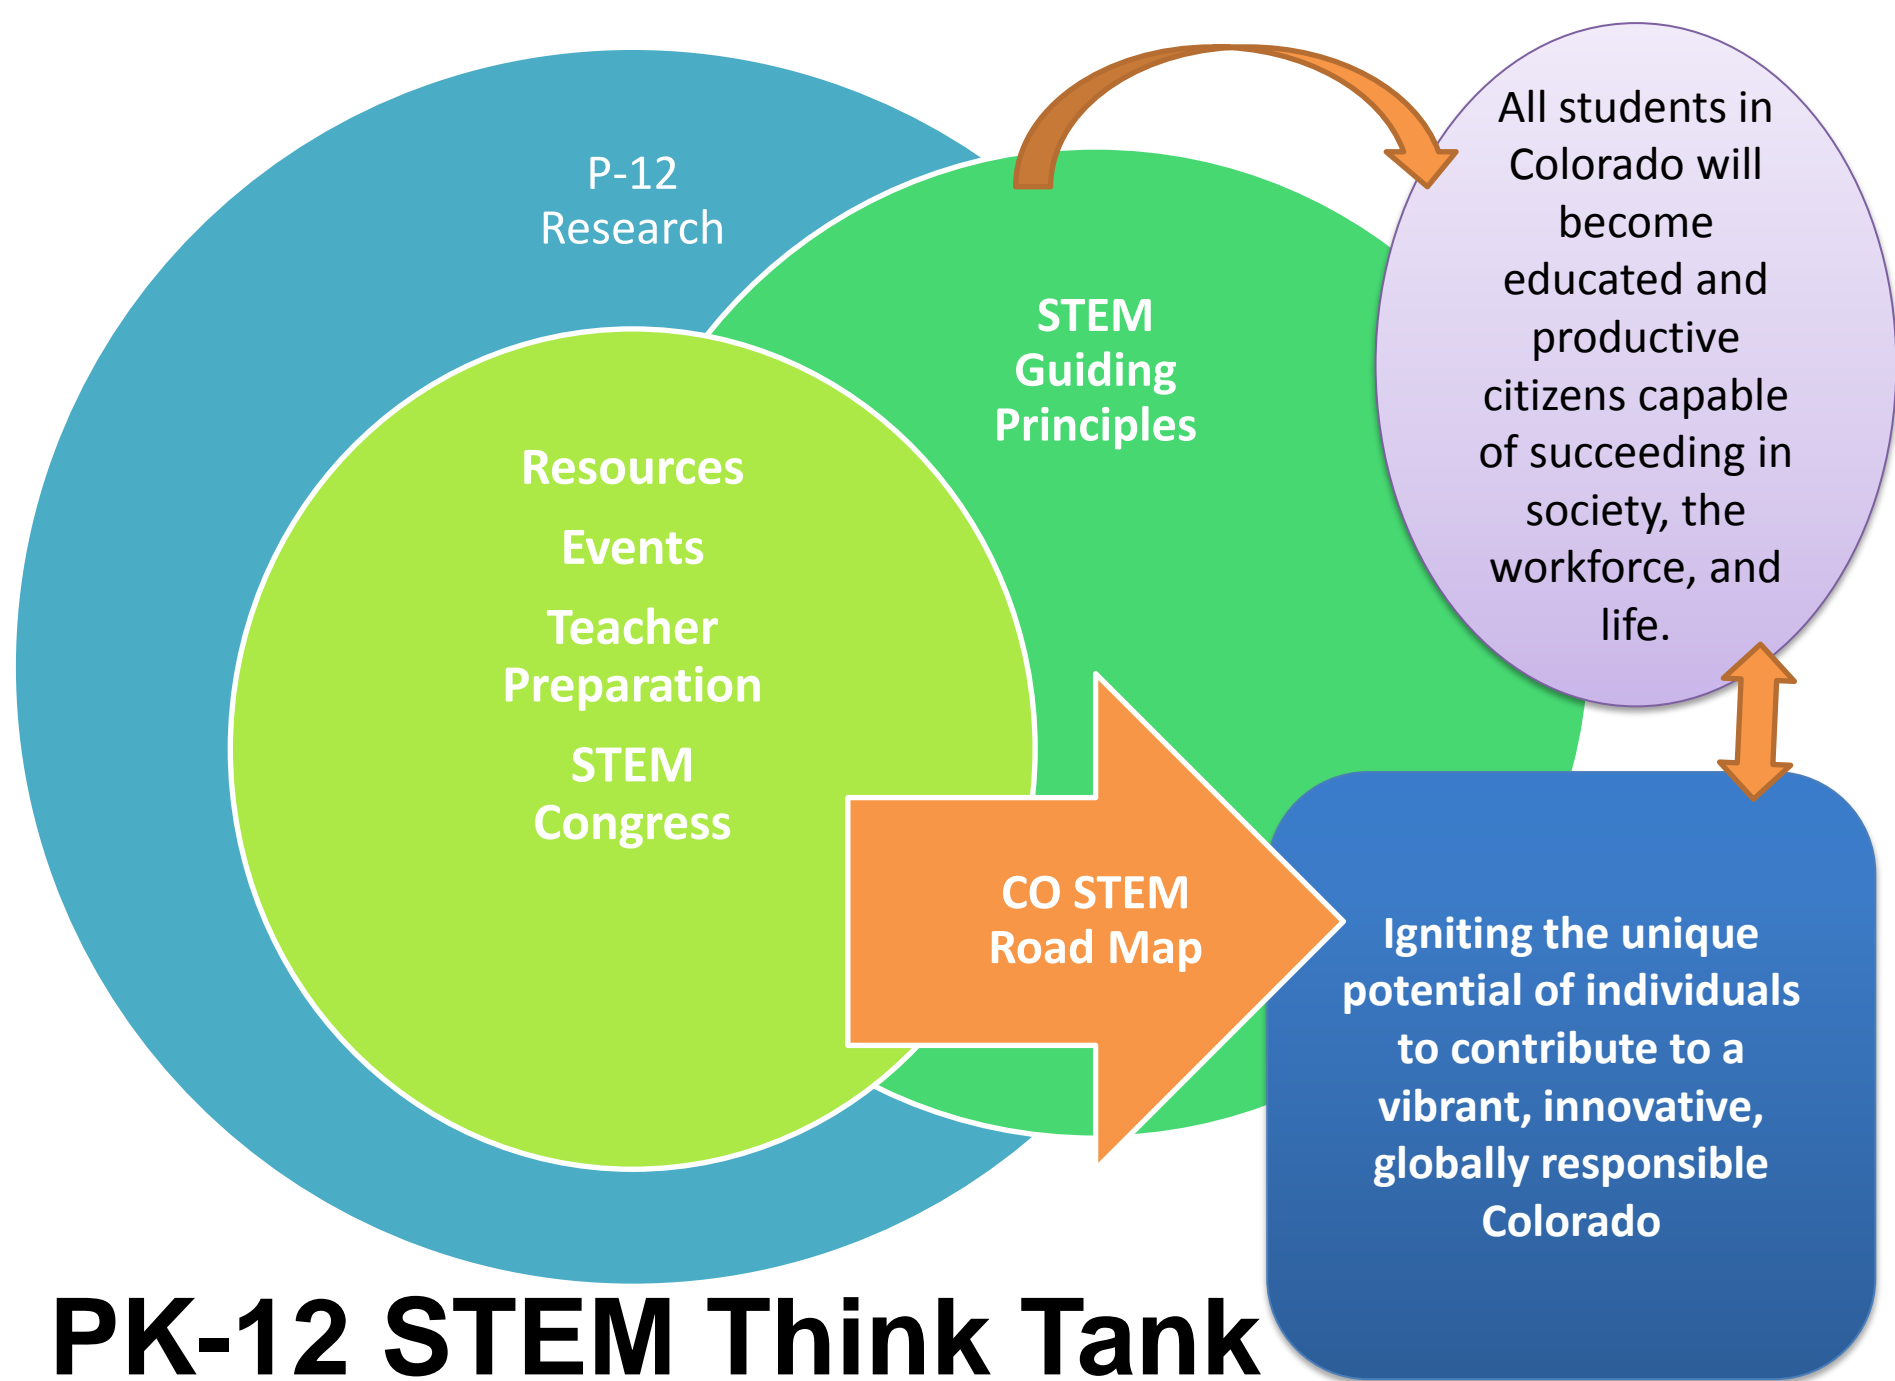 P-12
Research
STEM
Guiding
Principles
Resources
Events
Teacher
Preparation
STEM
Congress
CO STEM
Road Map
All students in
Colorado will
become
educated and
productive
citizens capable
of succeeding in
society, the
workforce, and
life.
Igniting the unique
potential of individuals
to contribute to a
vibrant, innovative,
globally responsible
Colorado
PK-12 STEM Think Tank